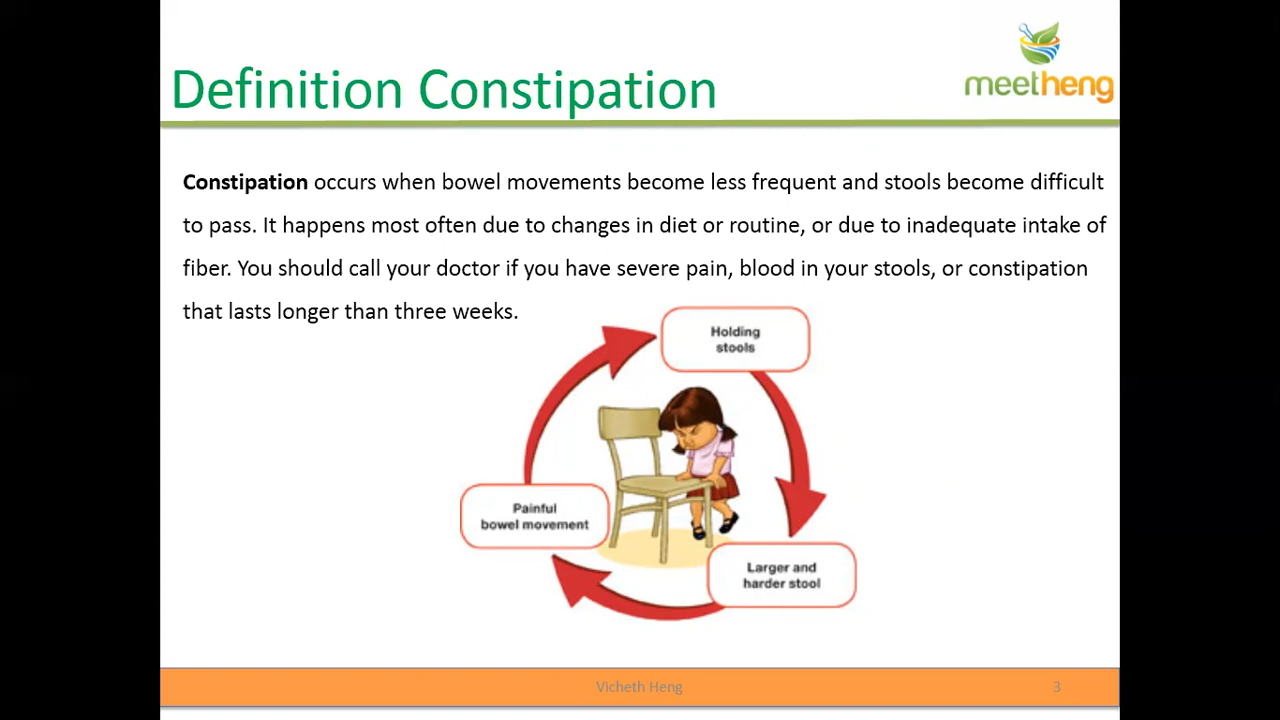 meetheng
Definition Constipation
Constipation occurs when bowel movements become less frequent and stools become difficult
to pass. It happens most often due to changes in diet or routine, or due to inadequate intake of
fiber. You should call your doctor if you have severe pain, blood in your stools, or constipation
that lasts longer than three weeks.
Holding
stools
Painful
bowel movement
Larger and
harder stool
Vicheth Heng
3